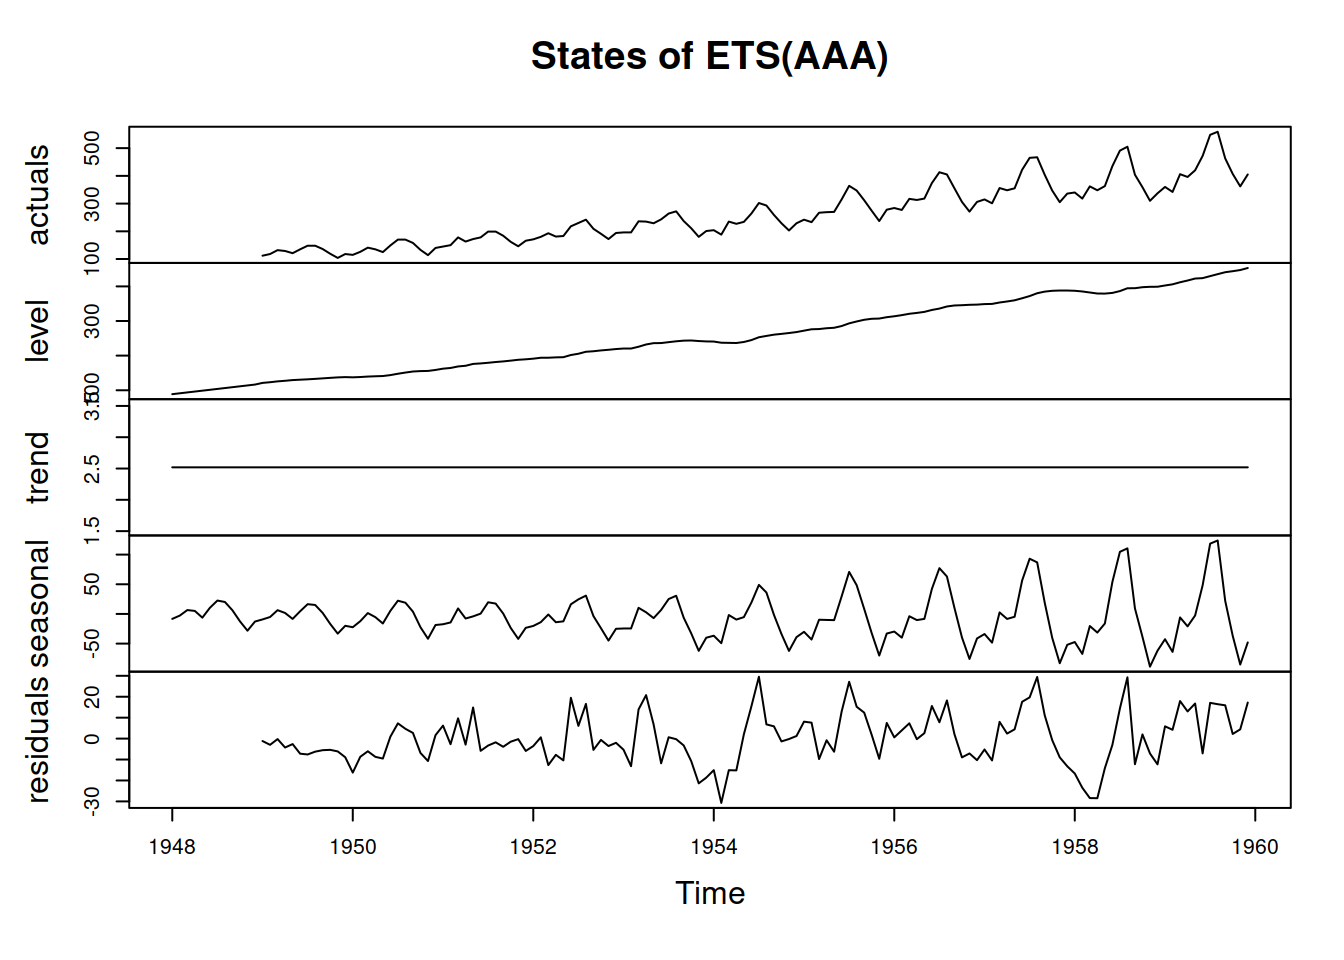 States of ETS(AAA)
actuals
100 300 500
level
100 300
trend
1.5 2.5 3.5
seasonal
-50 50
residuals
-30 0 20
1948 1950 1952 1954 1956 1958 1960
Time